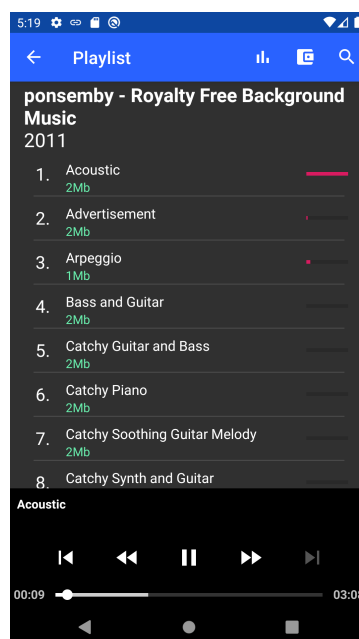 5:19
Playlist
ponsemby - Royalty Free Background
Music
2011
1. Acoustic
2Mb
2. Advertisement
2Mb
3. Arpeggio
1Mb
4. Bass and Guitar
2Mb
5. Catchy Guitar and Bass
2Mb
6. Catchy Piano
2Mb
7. Catchy Soothing Guitar Melody
2Mb
8. Catchy Synth and Guitar
Acoustic
00:09
03:08